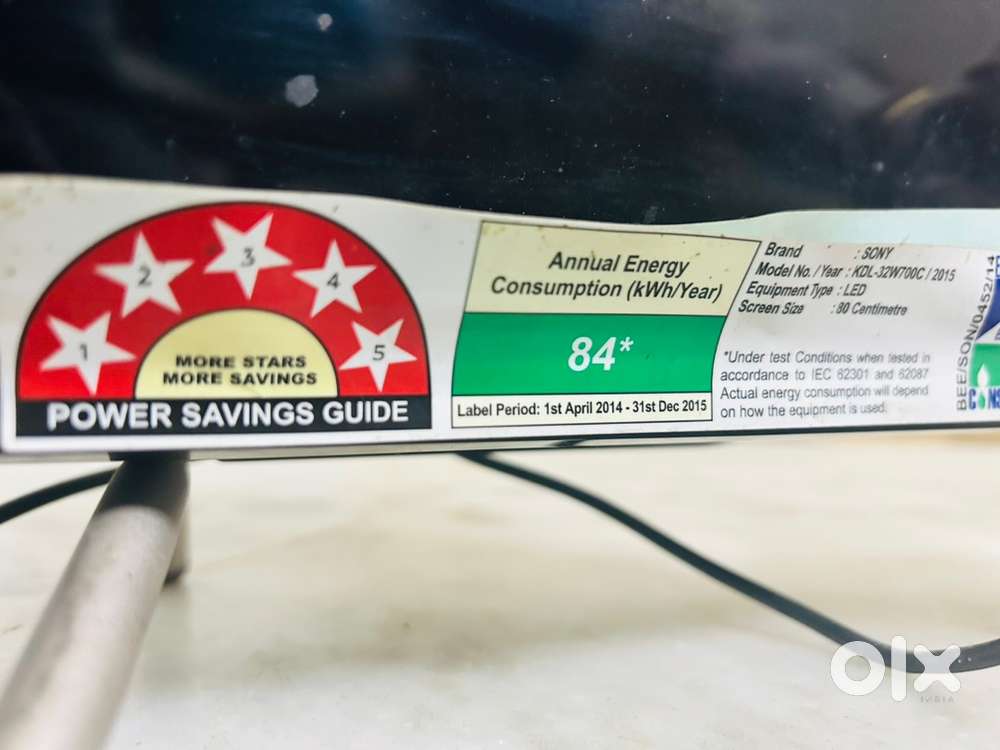 1
2
3
4
5
MORE STARS
MORE SAVINGS
POWER SAVINGS GUIDE
Annual Energy
Consumption (kWh/Year)
84*
Label Period: 1st April 2014 - 31st Dec 2015
Brand : SONY
Model No. / Year : KDL-32W700C / 2015
Equipment Type : LED
Screen Size : 80 Centimetre
*Under test Conditions when tested in
accordance to IEC 62301 and 62087
Actual energy consumption will depend
on how the equipment is used.
BEE/SON/0452/14
CONS
olx
INDIA